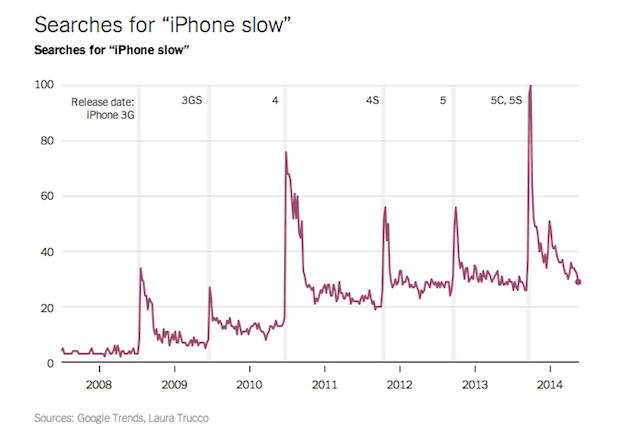 Searches for “iPhone slow”
Searches for “iPhone slow”
100
Release date:
iPhone 3G
3GS
4
4S
5
5C, 5S
80
60
40
20
0
2008
2009
2010
2011
2012
2013
2014
Sources: Google Trends, Laura Trucco